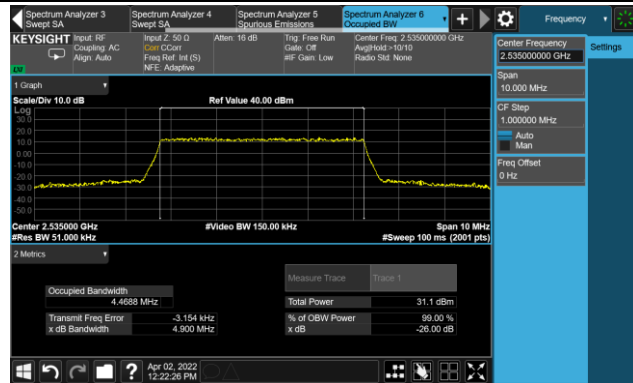 Spectrum Analyzer 3 Spectrum Analyzer 4 Spectrum Analyzer 5 Spectrum Analyzer 6 Frequency
Swept SA Swept SA Spurious Emissions Occupied BW
KEYSIGHT Input: RF Input Z: 50 Ω Atten: 16 dB Trig: Free Run Center Freq: 2.535000000 GHz
Coupling: AC Corr CCorr Gate: Off Avg|Hold:>10/10
Align: Auto Freq Ref: Int (S) #IF Gain: Low Radio Std: None
NFE: Adaptive
Center Frequency Settings
2.535000000 GHz
Span
10.000 MHz
CF Step
1.000000 MHz
Auto
Man
Freq Offset
0 Hz
1 Graph
Scale/Div 10.0 dB Ref Value 40.00 dBm
Log
30.0
20.0
10.0
0.00
-10.0
-20.0
-30.0
-40.0
-50.0
Center 2.535000 GHz #Video BW 150.00 kHz Span 10 MHz
#Res BW 51.000 kHz #Sweep 100 ms (2001 pts)
2 Metrics
Measure Trace Trace 1
Occupied Bandwidth
4.4688 MHz Total Power 31.1 dBm
Transmit Freq Error -3.154 kHz % of OBW Power 99.00 %
x dB Bandwidth 4.900 MHz x dB -26.00 dB
Apr 02, 2022
12:22:26 PM